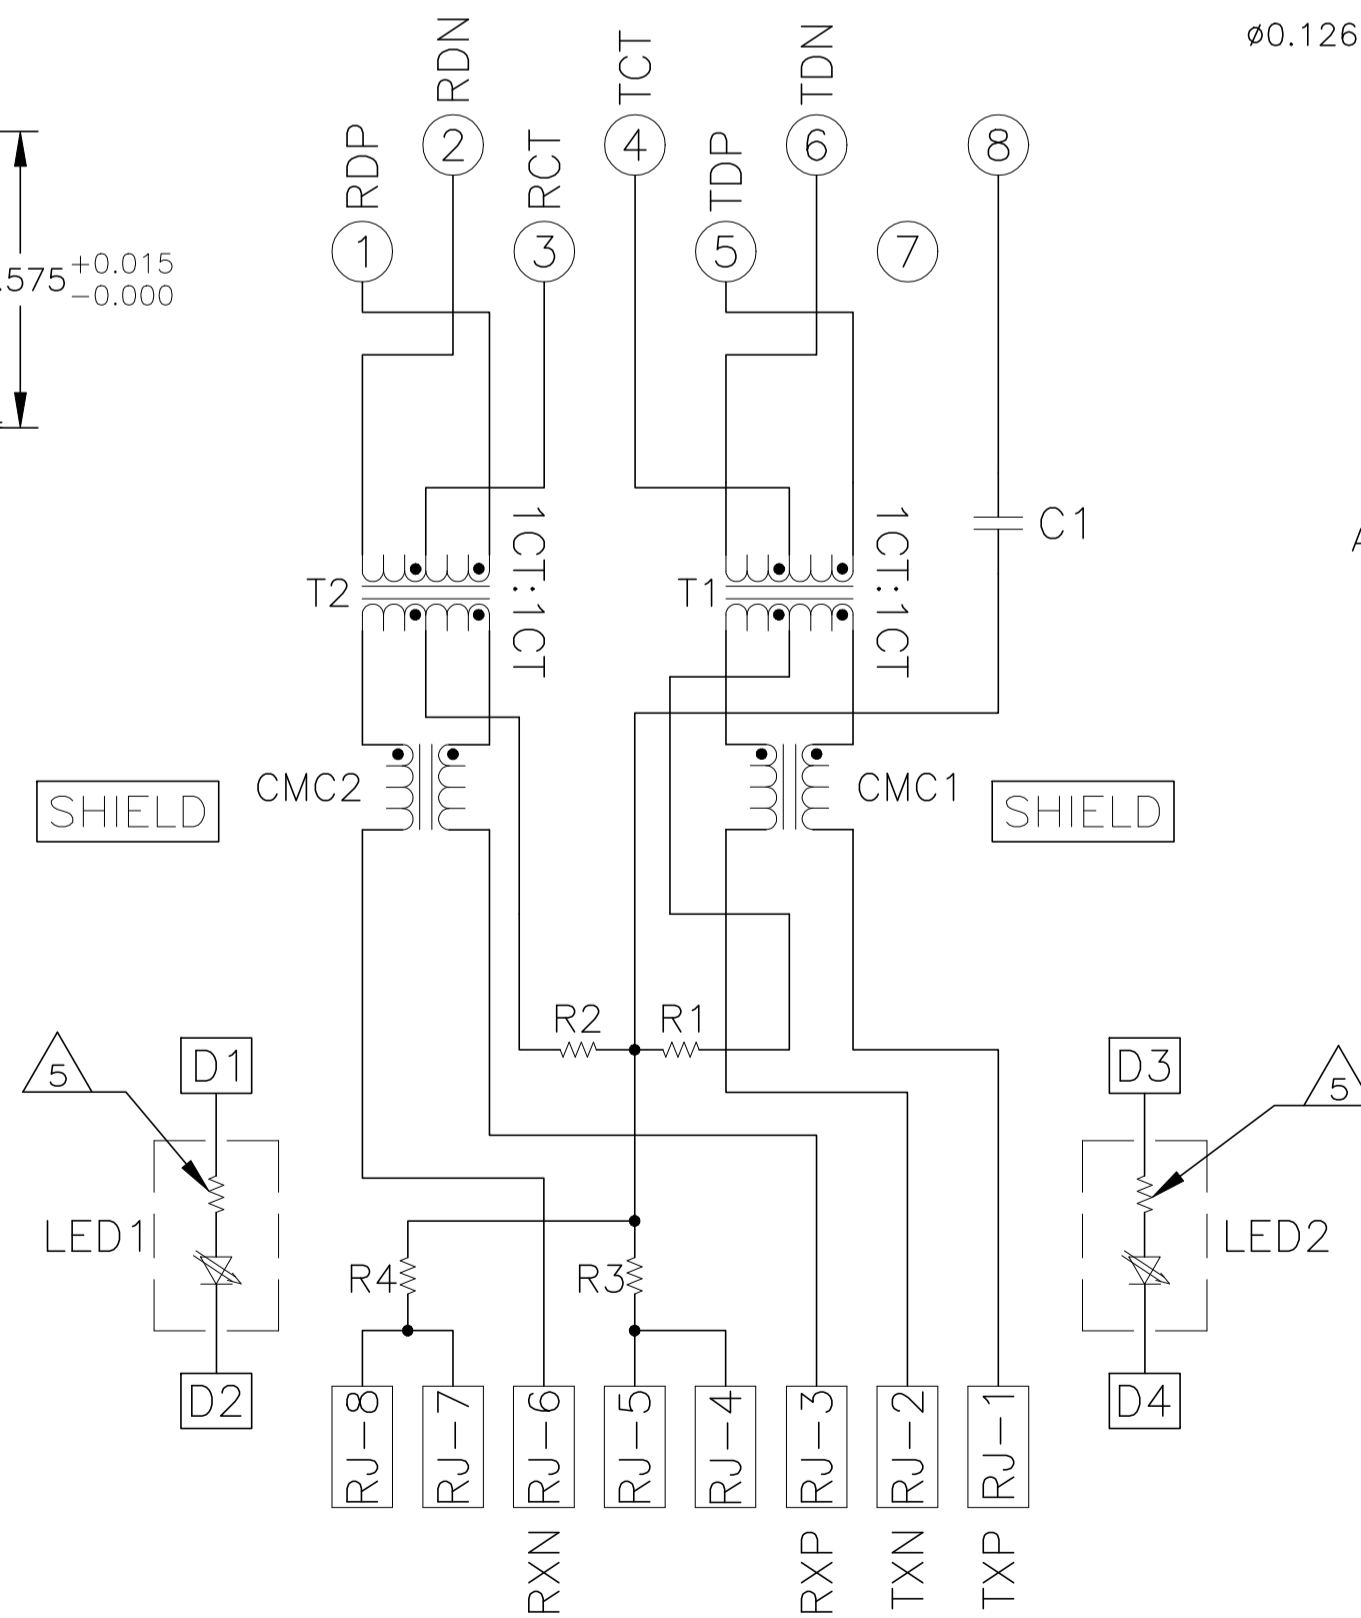 ø0.126
RDN
TCT
TDN
2
4
6
8
RDP
RCT
TDP
1
3
5
7
.575 +0.015
-0.000
1CT:1CT
1CT:1CT
C1
T2
T1
CMC2
CMC1
SHIELD
SHIELD
R2
R1
5
D1
D3
5
LED1
LED2
R4
R3
D2
D4
RJ-8
RJ-7
RJ-6
RJ-5
RJ-4
RJ-3
RJ-2
RJ-1
RXN
RXP
TXN
TXP